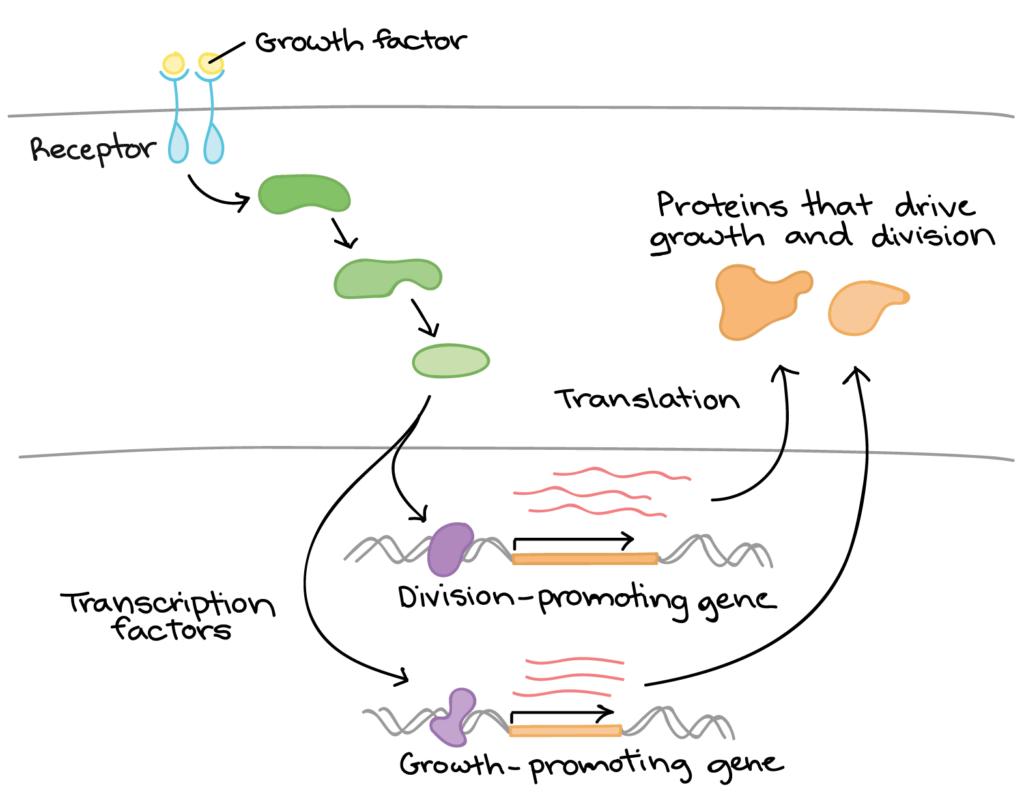 Growth factor
Receptor
Proteins that drive
growth and division
Translation
Division-promoting gene
Transcription
factors
Growth-promoting gene